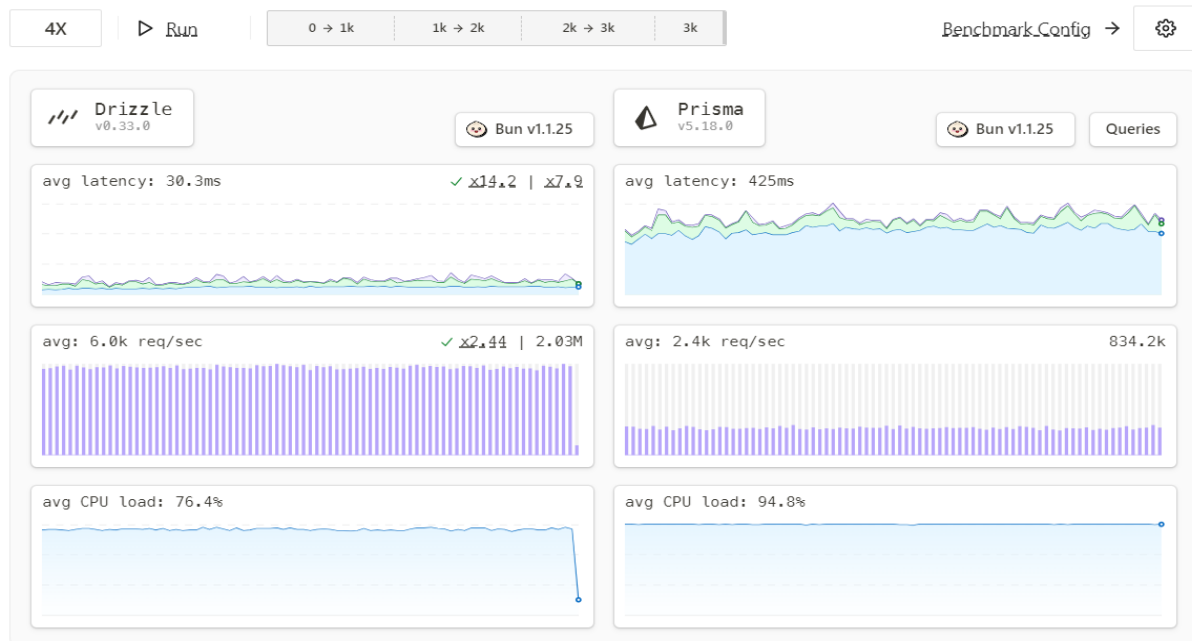 4X
Run
0 → 1k
1k → 2k
2k → 3k
3k
Benchmark Config →
Drizzle
v0.33.0
Bun v1.1.25
Prisma
v5.18.0
Bun v1.1.25
Queries
avg latency: 30.3ms
x14.2 | x7.9
avg latency: 425ms
avg: 6.0k req/sec
x2.44 | 2.03M
avg: 2.4k req/sec
834.2k
avg CPU load: 76.4%
avg CPU load: 94.8%